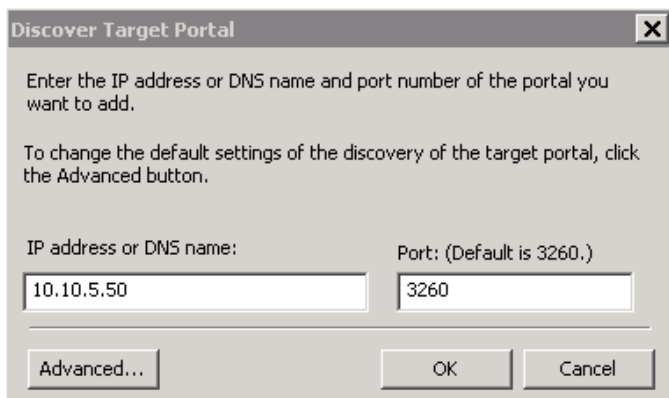 Discover Target Portal
Enter the IP address or DNS name and port number of the portal you
want to add.
To change the default settings of the discovery of the target portal, click
the Advanced button.
IP address or DNS name:
Port: (Default is 3260.)
10.10.5.50
3260
Advanced...
OK
Cancel